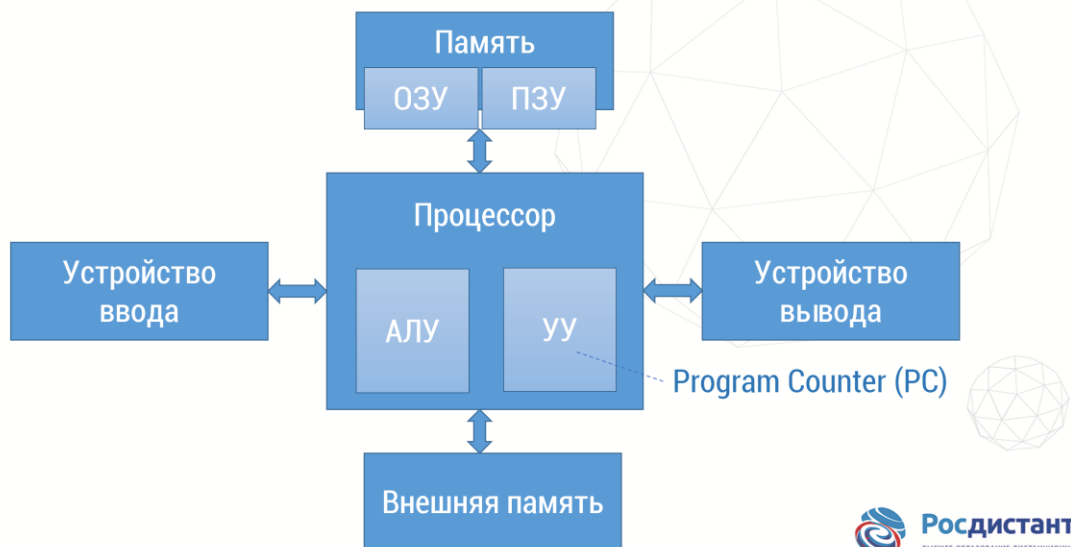 Память
ОЗУ ПЗУ
Процессор
Устройство
ввода
АЛУ
УУ
Устройство
вывода
Program Counter (PC)
Внешняя память
Росдистант